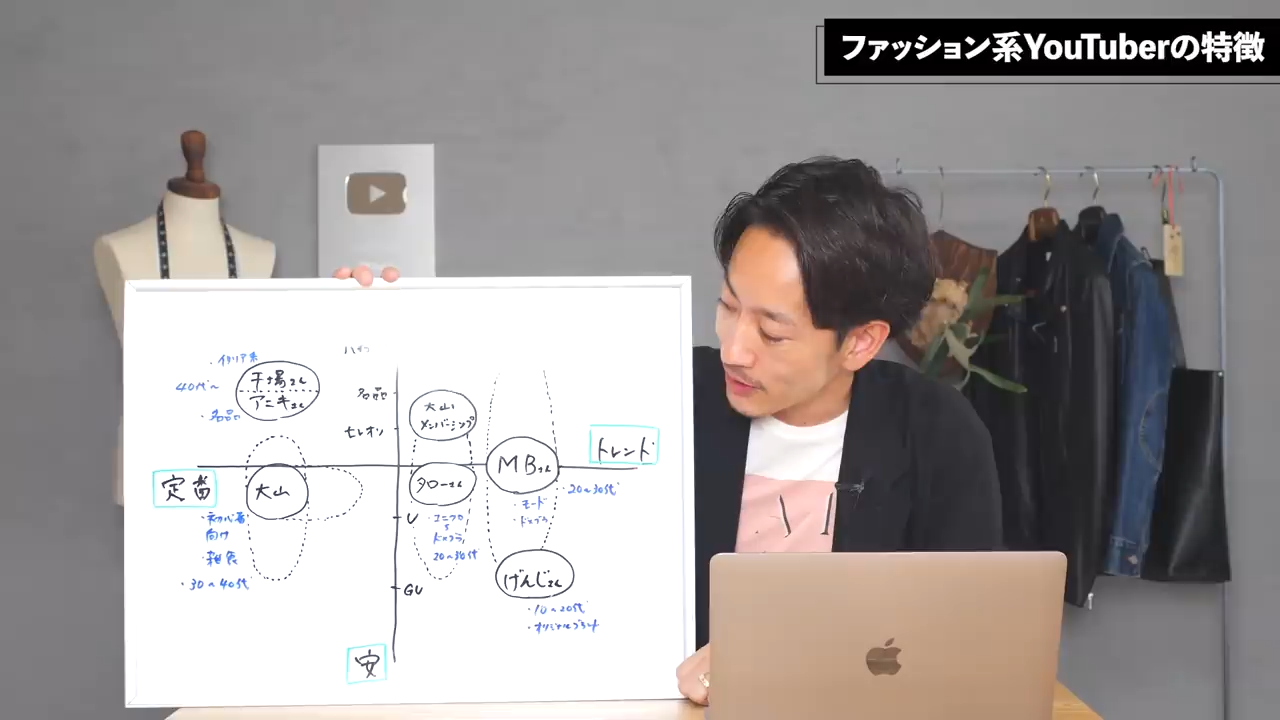 ファッション系YouTuberの特徴
ハイ
・イタリア系
干場さん
アニキさん
40代〜
・名品
名品
大山
メンバーシップ
セレオリ
トレンド
定番
大山
タローさん
MBさん
・20〜30代
・初心者
向け
・雑食
・30〜40代
U
・ユニクロ
ドメブラ
20〜30代
・モード
・ドメブラ
GU
げんじさん
・10〜20代
・オリジナルブランド
安